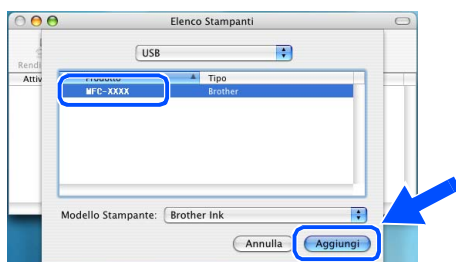 Elenco Stampanti
USB
Rendi
Attiv
Prodotto Tipo
MFC-XXXX Brother
Modello Stampante: Brother Ink
Annulla Aggiungi